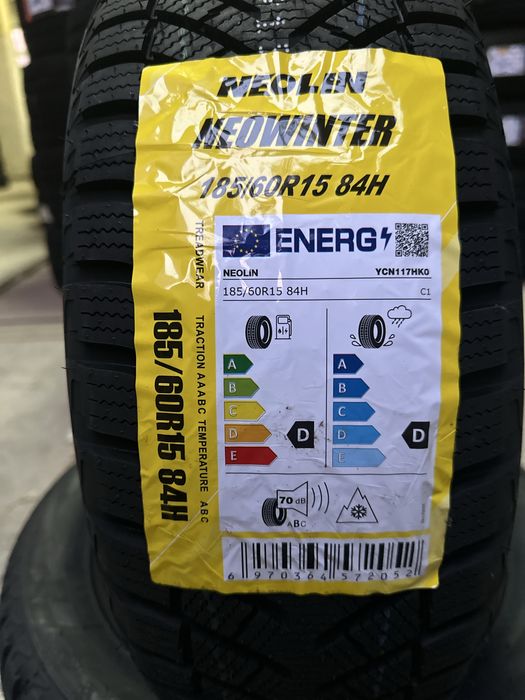 NEOLIN
NEOWINTER
185/60R15 84H
TREADWEAR TRACTION AAABC TEMPERATURE ABC
185/60R15 84H
ENERG
NEOLIN YCN117HK0
185/60R15 84H C1
A A
B B
C C
D D D D
E E
70 dB
ABC
6 970364 572052